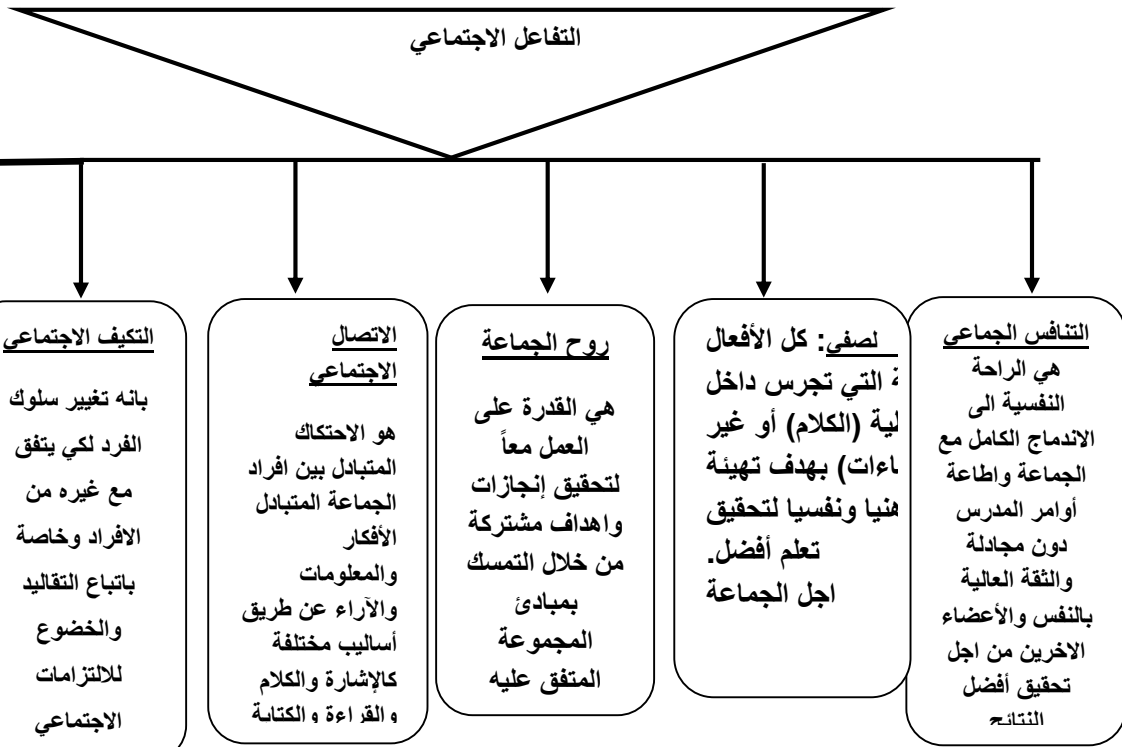 التفاعل الاجتماعي
التنافس الجماعي
هي الراحة
النفسية الى
الاندماج الكامل مع
الجماعة واطاعة
أوامر المدرس
دون مجادلة
والثقة العالية
بالنفس والأعضاء
الاخرين من اجل
تحقيق أفضل
النتائج
لصفي: كل الأفعال
التي تجرس داخل
(الكلام) أو غير
بهدف تهيئة
ونفسيا لتحقيق
تعلم أفضل.
اجل الجماعة
روح الجماعة
هي القدرة على
العمل معاً
لتحقيق إنجازات
واهداف مشتركة
من خلال التمسك
بمبادئ
المجموعة
المتفق عليه
الاتصال
الاجتماعي
هو الاحتكاك
المتبادل بين افراد
الجماعة المتبادل
الأفكار
والمعلومات
والآراء عن طريق
أساليب مختلفة
كالإشارة والكلام
والقراءة والكتابة
التكيف الاجتماعي
بانه تغيير سلوك
الفرد لكي يتفق
مع غيره من
الافراد وخاصة
باتباع التقاليد
والخضوع
للالتزامات
الاجتماعي